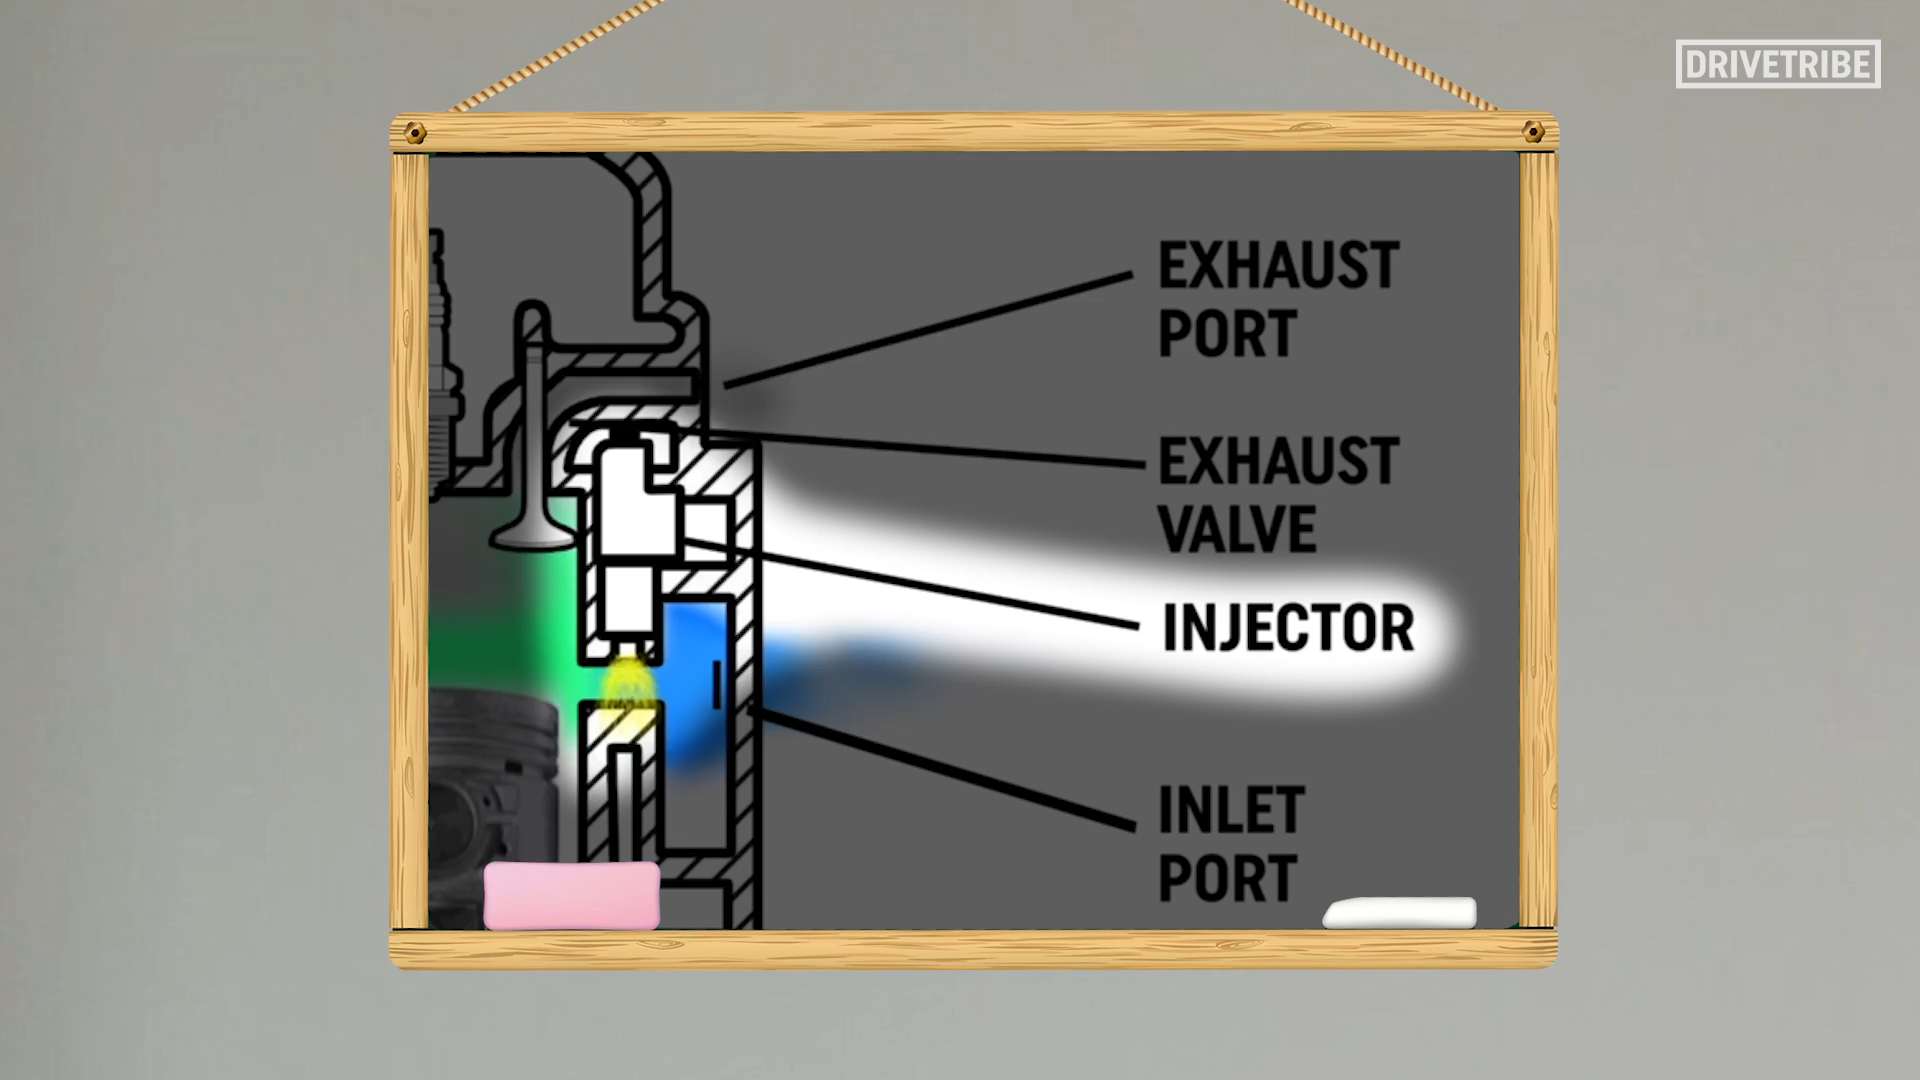 DRIVETRIBE
EXHAUST
PORT
EXHAUST
VALVE
INJECTOR
INLET
PORT